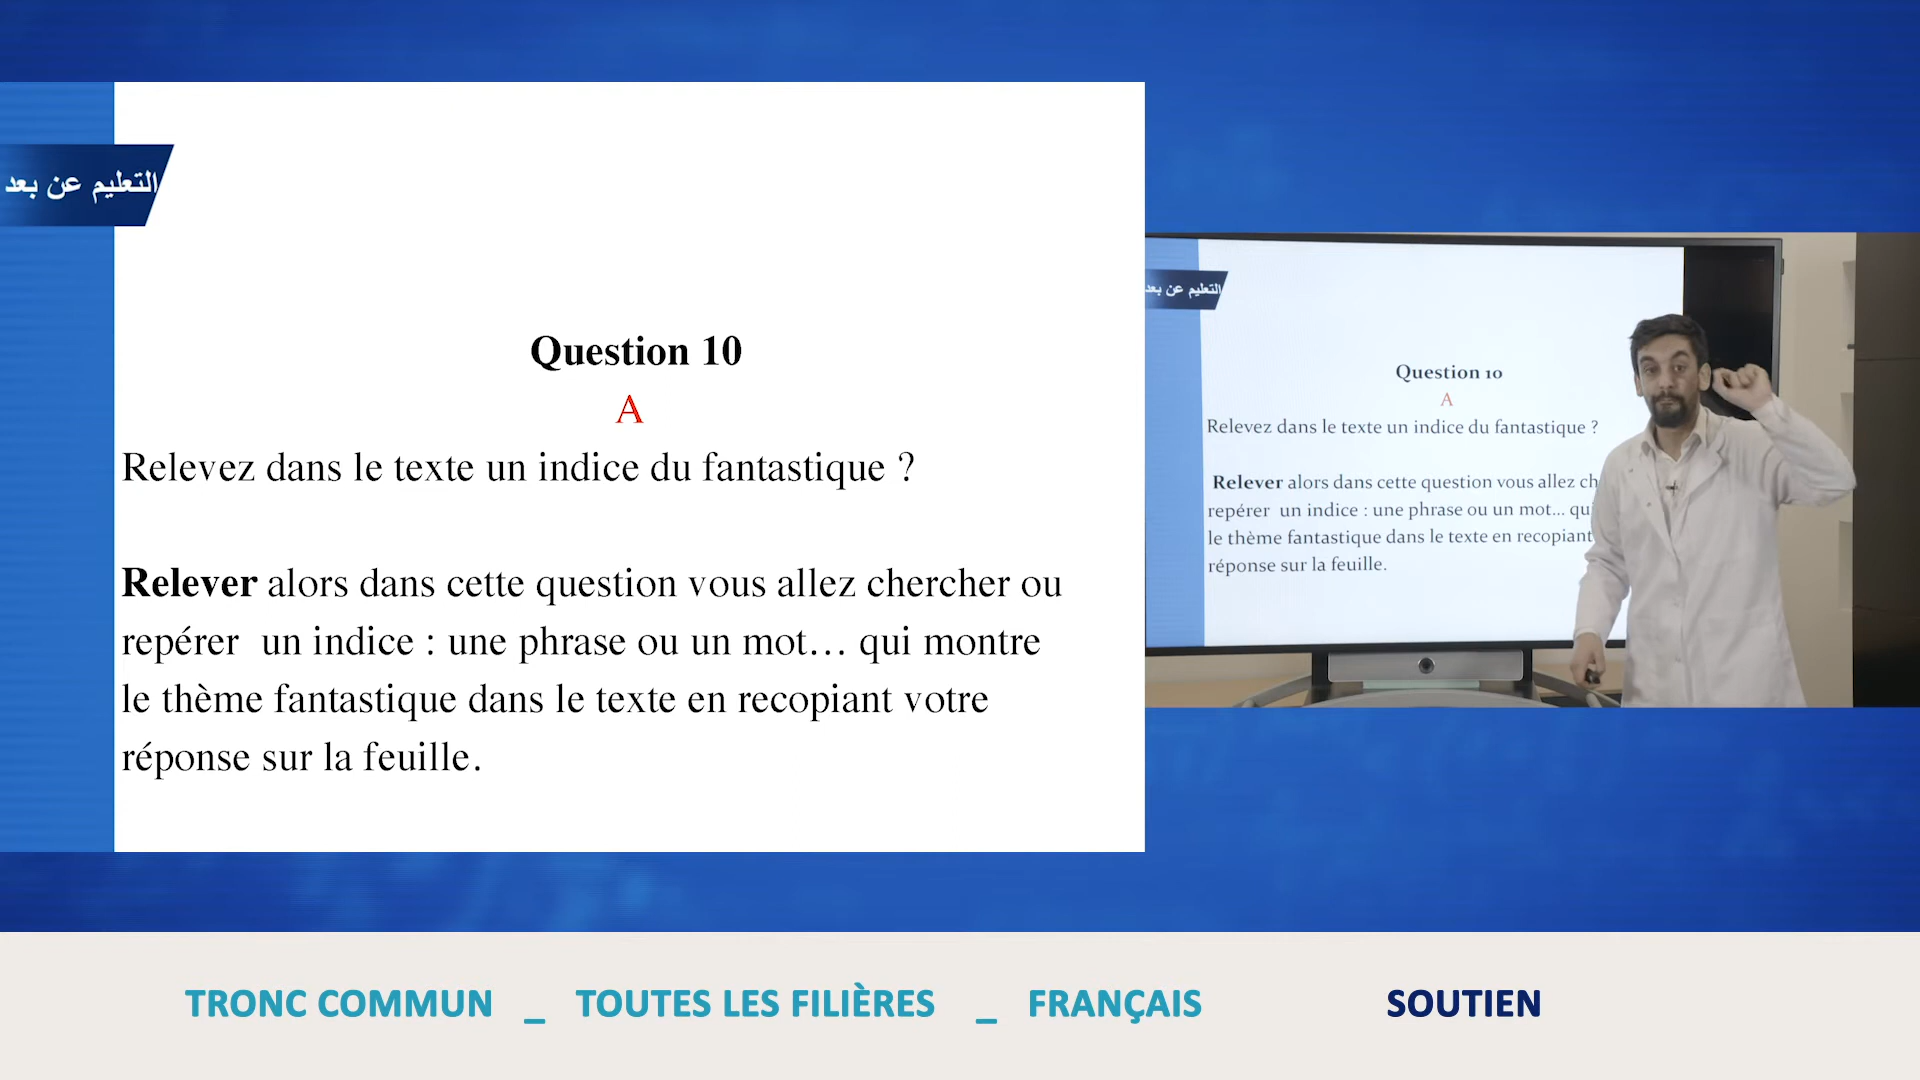 التعليم عن بعد
Question 10
A
Relevez dans le texte un indice du fantastique ?
Relever alors dans cette question vous allez chercher ou
repérer un indice : une phrase ou un mot… qui montre
le thème fantastique dans le texte en recopiant votre
réponse sur la feuille.
التعليم عن بعد
Question 10
A
Relevez dans le texte un indice du fantastique ?
Relever alors dans cette question vous allez ch
repérer un indice : une phrase ou un mot... qui
le thème fantastique dans le texte en recopiant
réponse sur la feuille.
TRONC COMMUN _ TOUTES LES FILIÈRES _ FRANÇAIS SOUTIEN